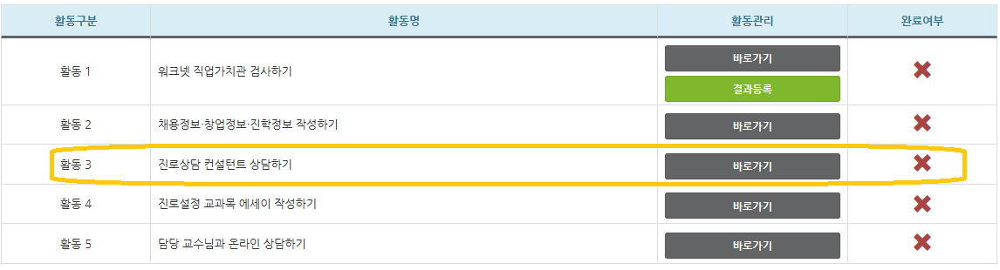 활동구분 활동명 활동관리 완료여부
활동 1 워크넷 직업가치관 검사하기 바로가기
결과등록
활동 2 채용정보·창업정보·진학정보 작성하기 바로가기
활동 3 진로상담 컨설턴트 상담하기 바로가기
활동 4 진로설정 교과목 에세이 작성하기 바로가기
활동 5 담당 교수님과 온라인 상담하기 바로가기